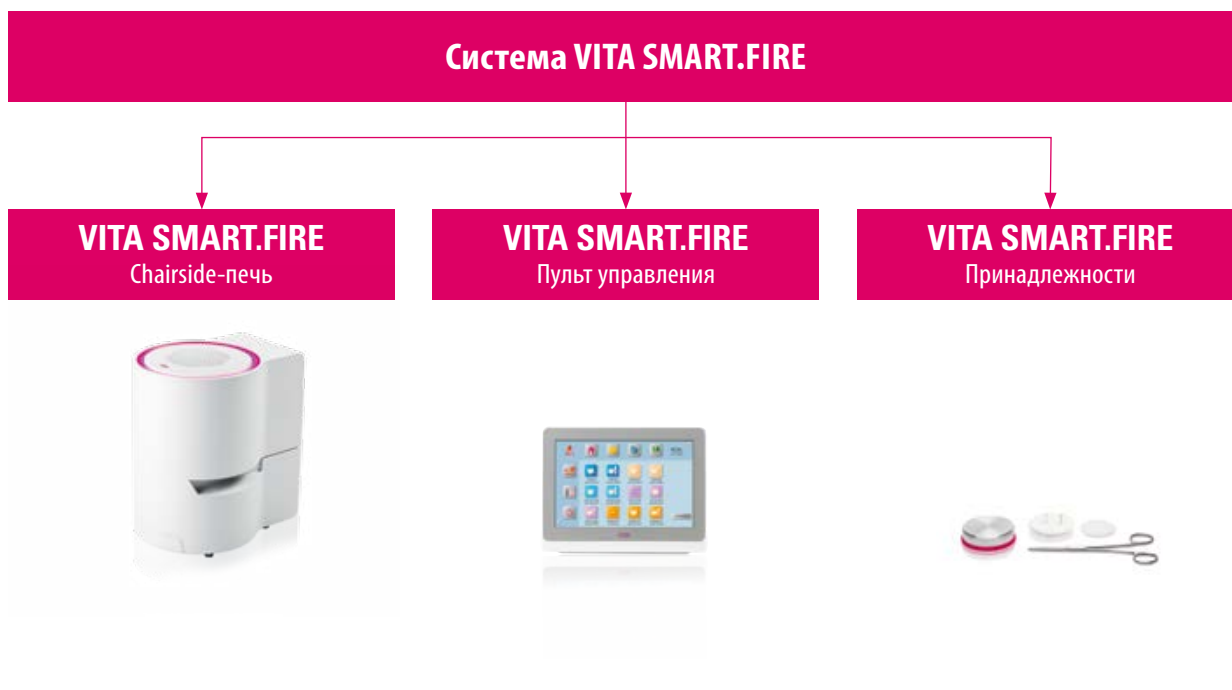 Система VITA SMART.FIRE
VITA SMART.FIRE
Chairside-печь
VITA SMART.FIRE
Пульт управления
VITA SMART.FIRE
Принадлежности